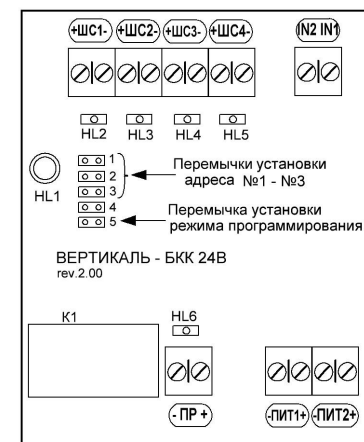 +ШС1- +ШС2- +ШС3- +ШС4- IN2 IN1
HL2 HL3 HL4 HL5
HL1
1
2
3
4
5
Перемычки установки
адреса №1 - №3
Перемычка установки
режима программирования
ВЕРТИКАЛЬ - БКК 24В
rev.2.00
К1 HL6
- ПР + -ПИТ1+ -ПИТ2+